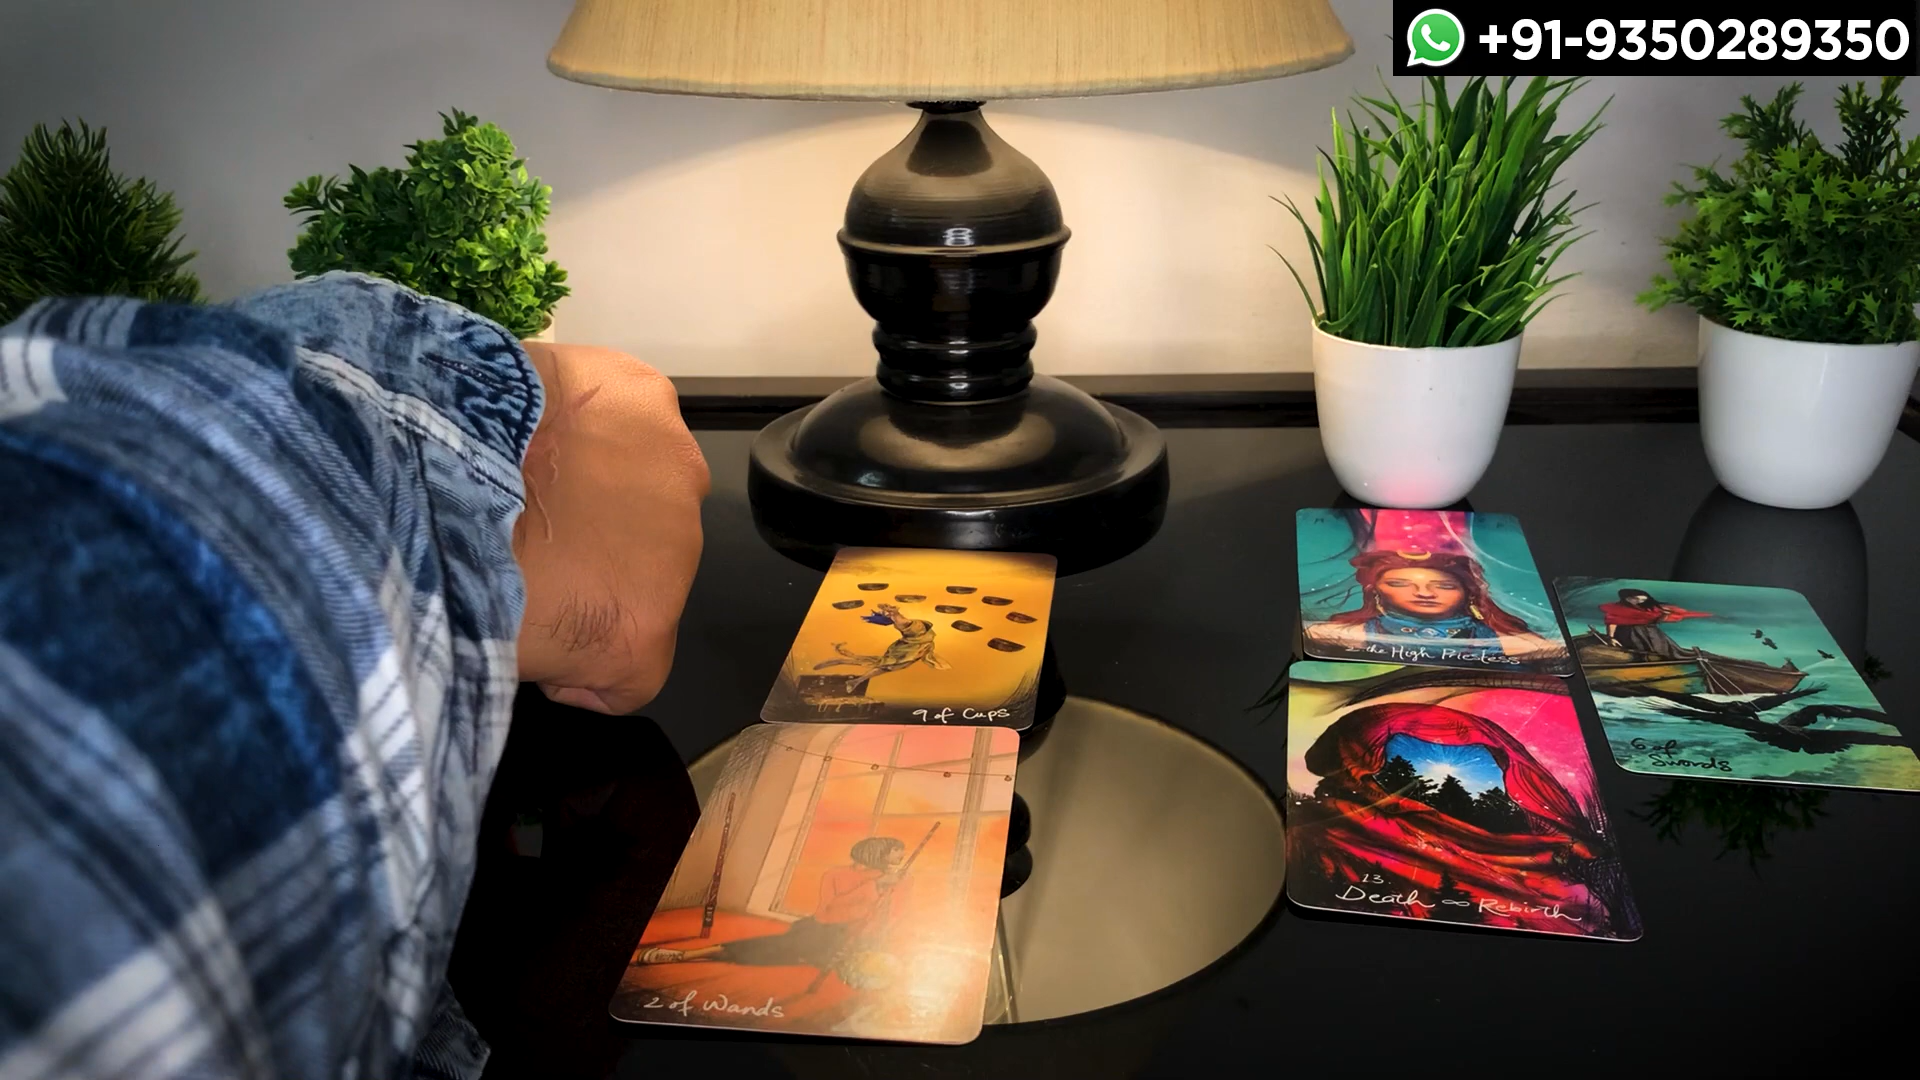 +91-9350289350
9 of Cups
2 the High Priestess
6 of
Swords
13.
Death ∞ Rebirth
2 of Wands